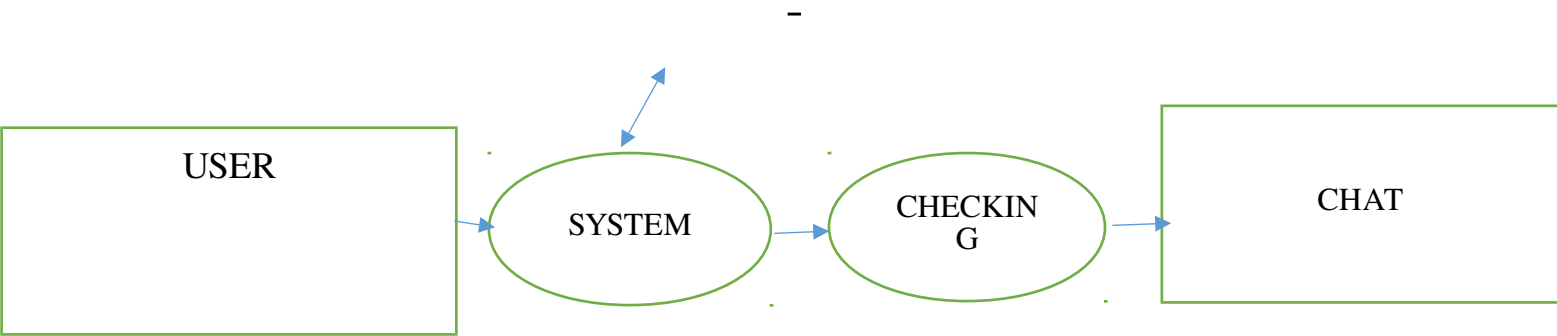 -
USER
SYSTEM
CHECKIN
G
CHAT